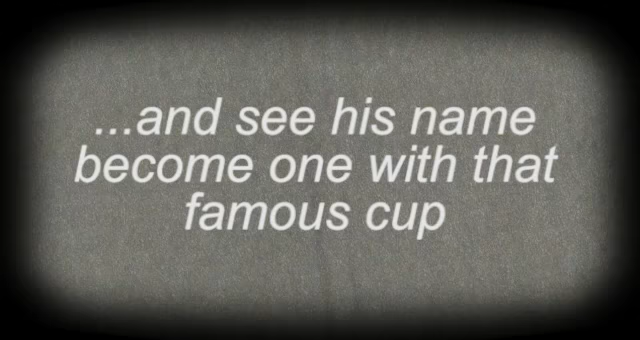 ...and see his name
become one with that
famous cup